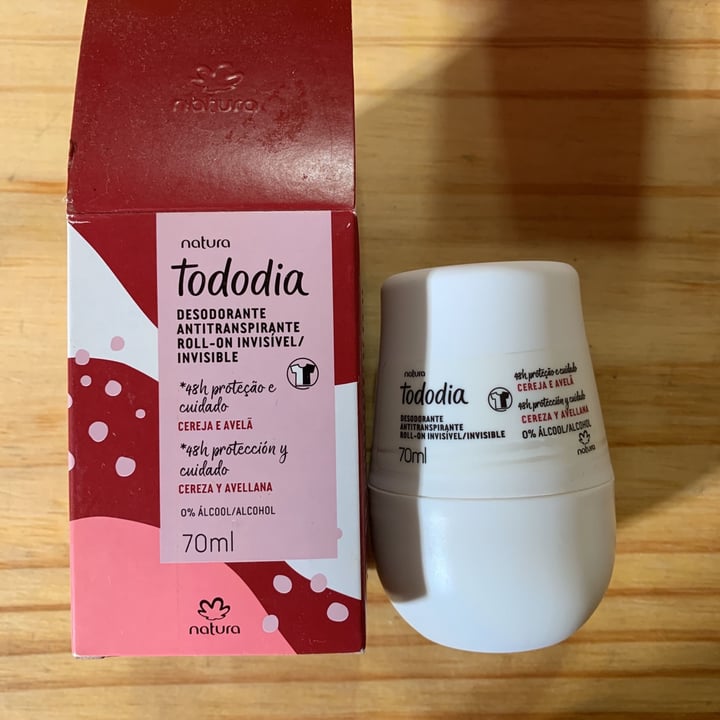 natura
natura
Tododia
DESODORANTE
ANTITRANSPIRANTE
ROLL-ON INVISÍVEL/
INVISIBLE
*48h proteção e
cuidado
CEREJA E AVELÃ
*48h protección y
cuidado
CEREZA Y AVELLANA
0% ÁLCOOL/ALCOHOL
70ml
natura
natura
Tododia
DESODORANTE
ANTITRANSPIRANTE
ROLL-ON INVISÍVEL/INVISIBLE
70ml
48h proteção e cuidado
CEREJA E AVELÃ
48h protección y cuidado
CEREZA Y AVELLANA
0% ÁLCOOL/ALCOHOL
natura